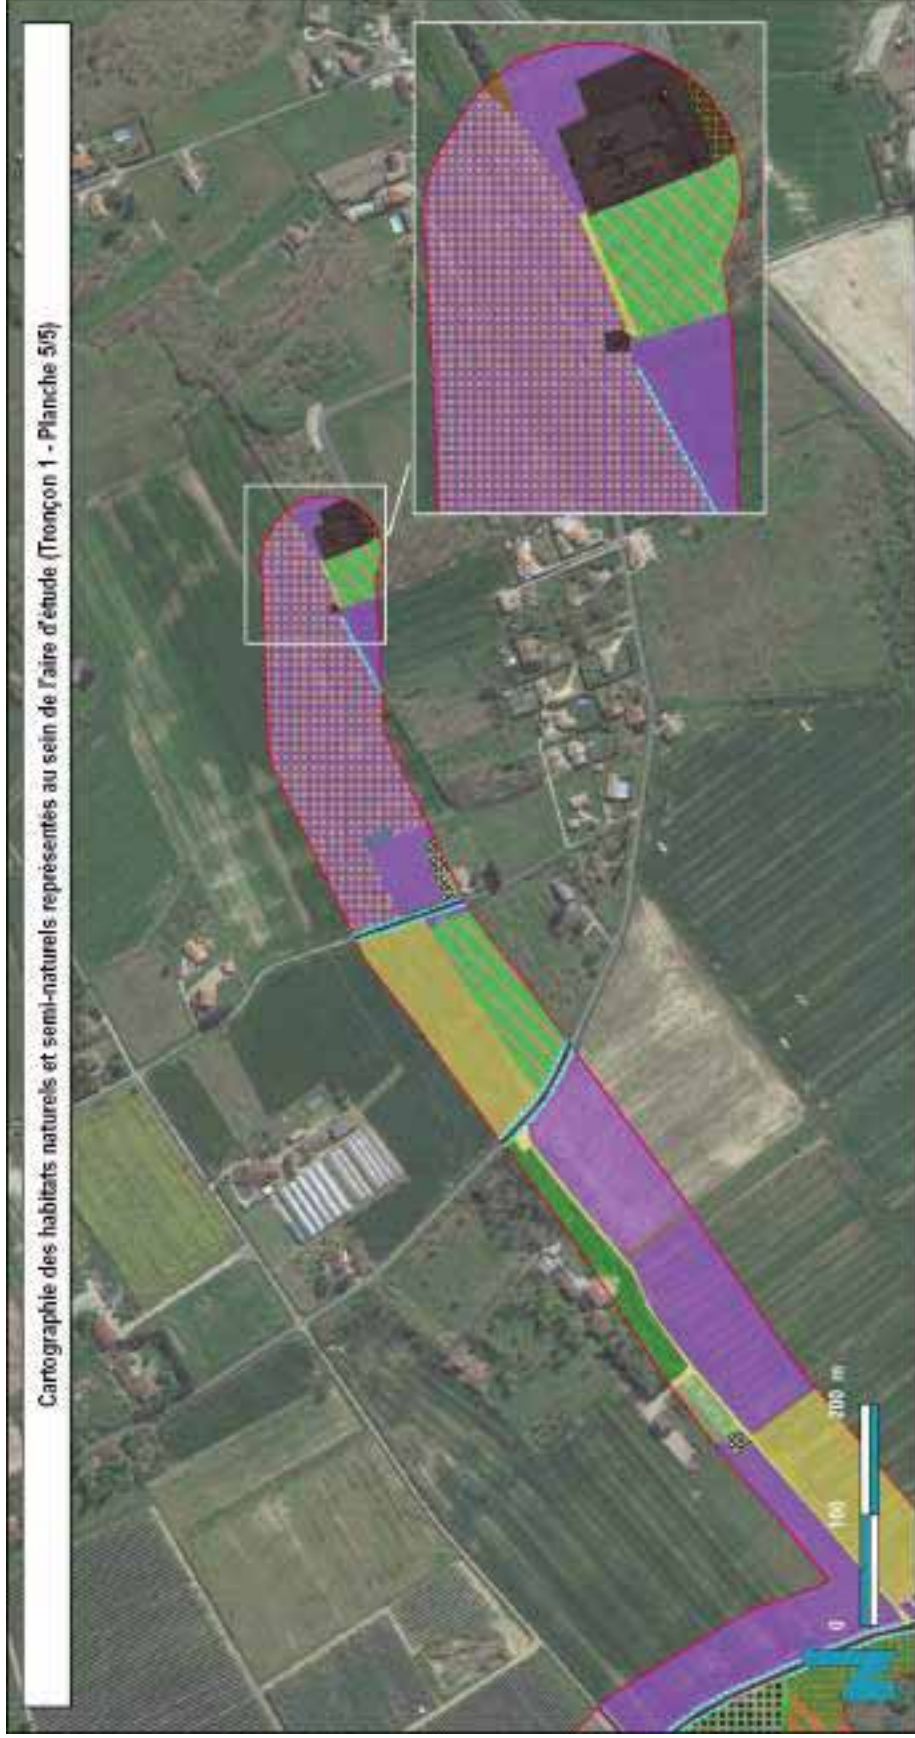 Cartographie des habitats naturels et semi-naturels représentés au sein de l'aire d'étude (Tronçon 1 - Planche 5/5)
0 100 200 m
N